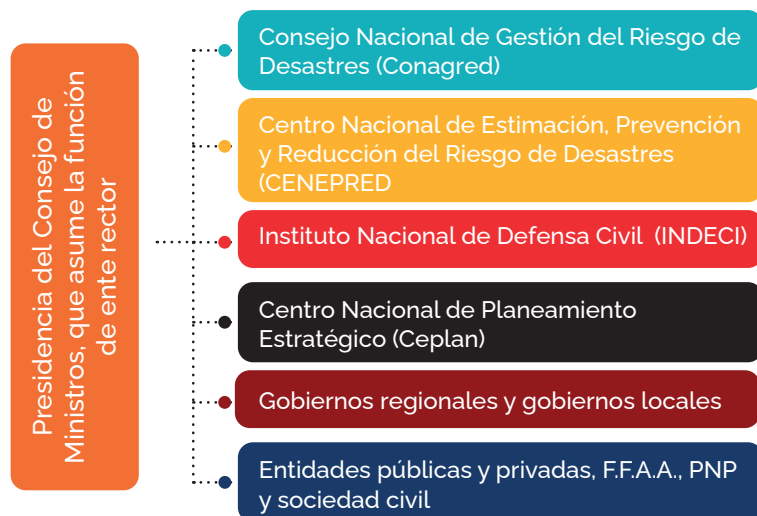 Presidencia del Consejo de
Ministros, que asume la función
de ente rector
Consejo Nacional de Gestión del Riesgo de
Desastres (Conagred)
Centro Nacional de Estimación, Prevención
y Reducción del Riesgo de Desastres
(CENEPRED
Instituto Nacional de Defensa Civil (INDECI)
Centro Nacional de Planeamiento
Estratégico (Ceplan)
Gobiernos regionales y gobiernos locales
Entidades públicas y privadas, F.F.A.A., PNP
y sociedad civil